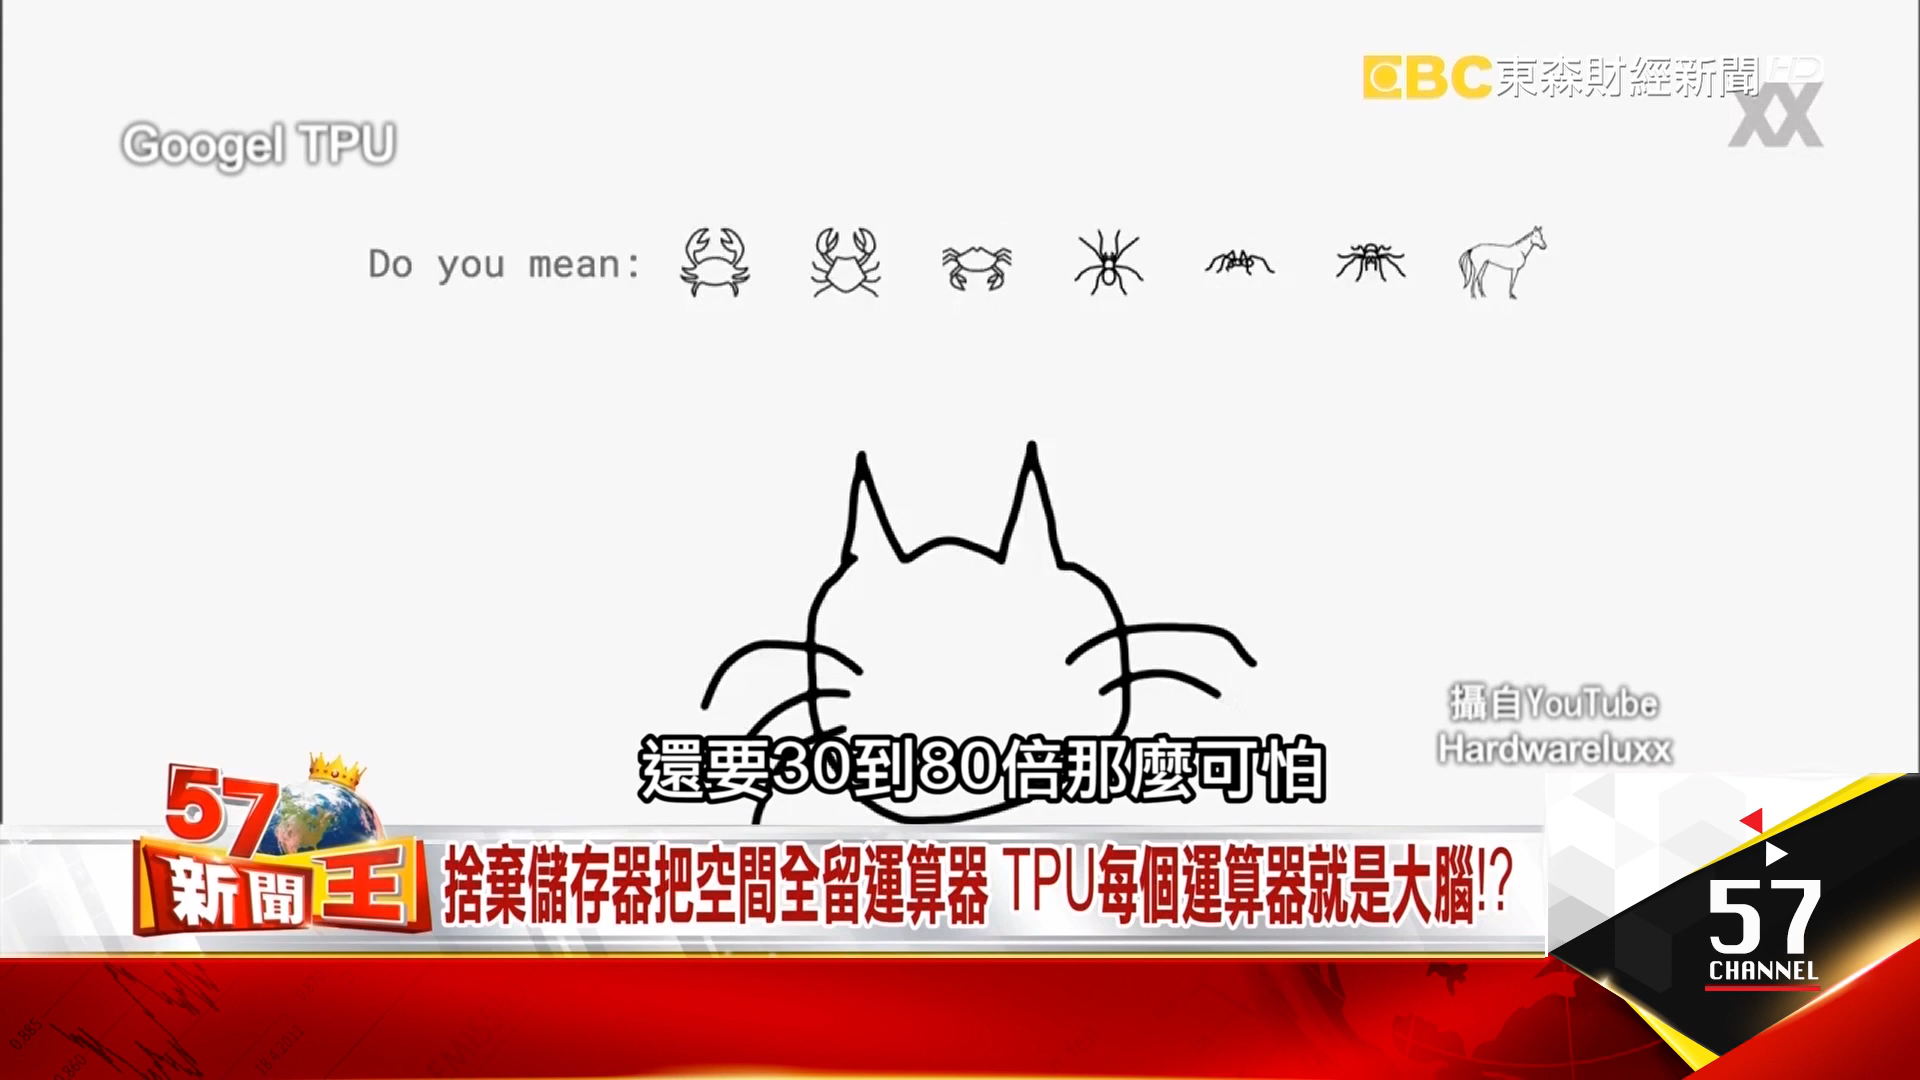 EBC東森財經新聞HD
XX
Googel TPU
Do you mean:
攝自YouTube
Hardwareluxx
還要30到80倍那麼可怕
57
新聞王
捨棄儲存器把空間全留運算器 TPU每個運算器就是大腦!?
57
CHANNEL